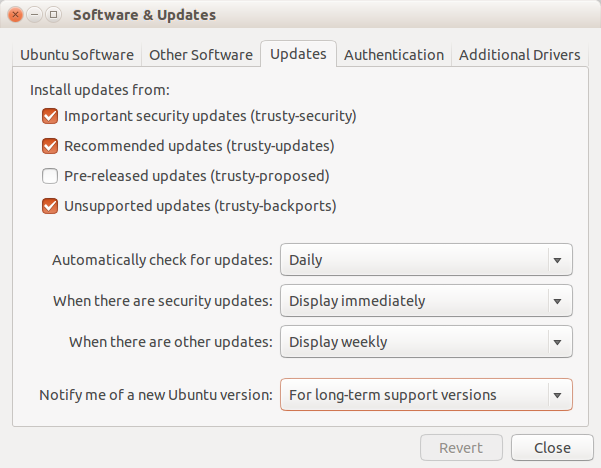 Software & Updates
Ubuntu Software Other Software Updates Authentication Additional Drivers
Install updates from:
Important security updates (trusty-security)
Recommended updates (trusty-updates)
Pre-released updates (trusty-proposed)
Unsupported updates (trusty-backports)
Automatically check for updates: Daily
When there are security updates: Display immediately
When there are other updates: Display weekly
Notify me of a new Ubuntu version: For long-term support versions
Revert Close